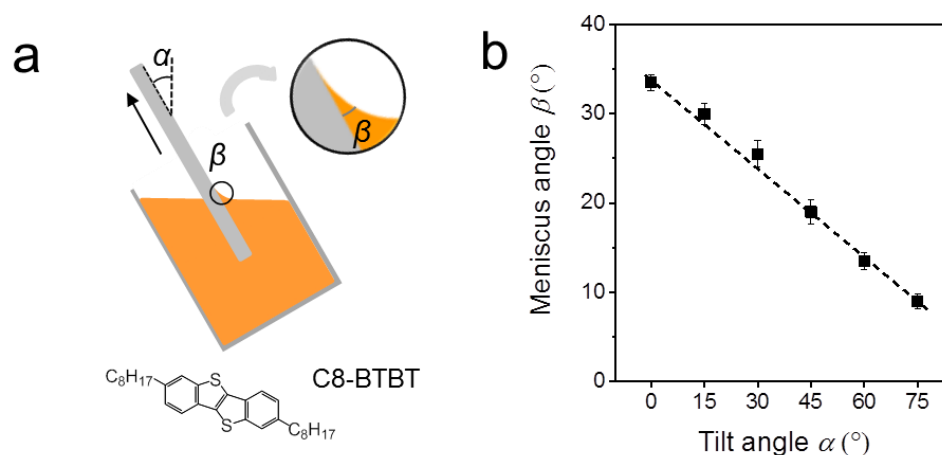 a
α
β
β
C₈H₁₇
S
S
C₈H₁₇
C8-BTBT
b
Meniscus angle β (°)
40
30
20
10
0
0 15 30 45 60 75
Tilt angle α (°)